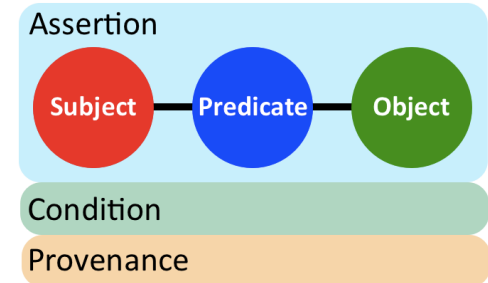 Assertion
Subject Predicate Object
Condition
Provenance